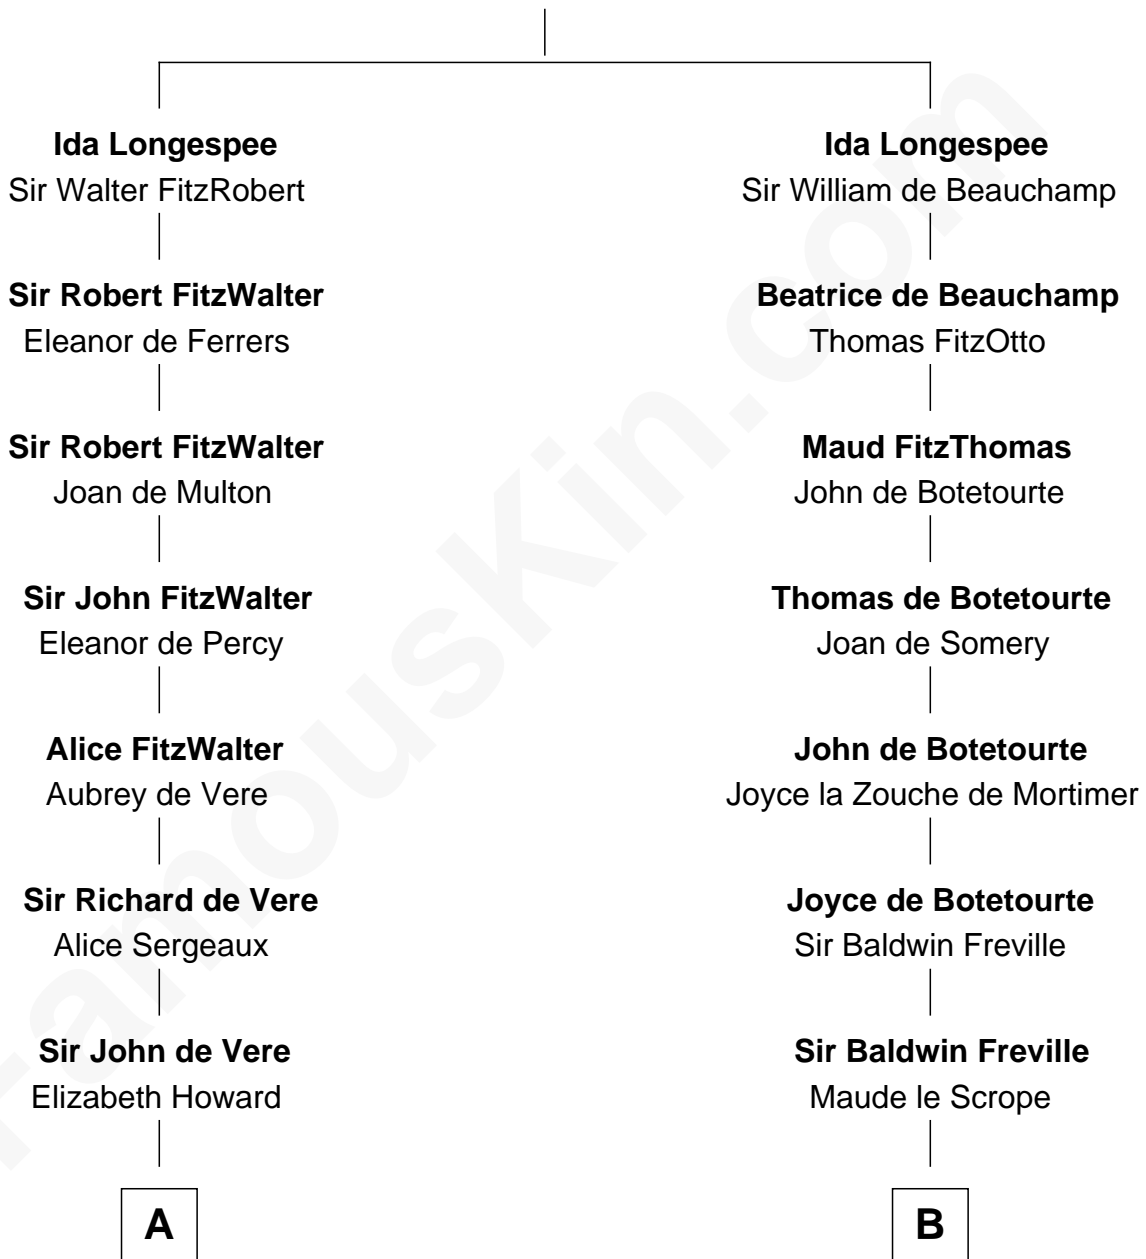 Ida Longespee
Sir Walter FitzRobert
Sir Robert FitzWalter
Eleanor de Ferrers
Sir Robert FitzWalter
Joan de Multon
Sir John FitzWalter
Eleanor de Percy
Alice FitzWalter
Aubrey de Vere
Sir Richard de Vere
Alice Sergeaux
Sir John de Vere
Elizabeth Howard
A
Ida Longespee
Sir William de Beauchamp
Beatrice de Beauchamp
Thomas FitzOtto
Maud FitzThomas
John de Botetourte
Thomas de Botetourte
Joan de Somery
John de Botetourte
Joyce la Zouche de Mortimer
Joyce de Botetourte
Sir Baldwin Freville
Sir Baldwin Freville
Maude le Scrope
B
FamousKin.com